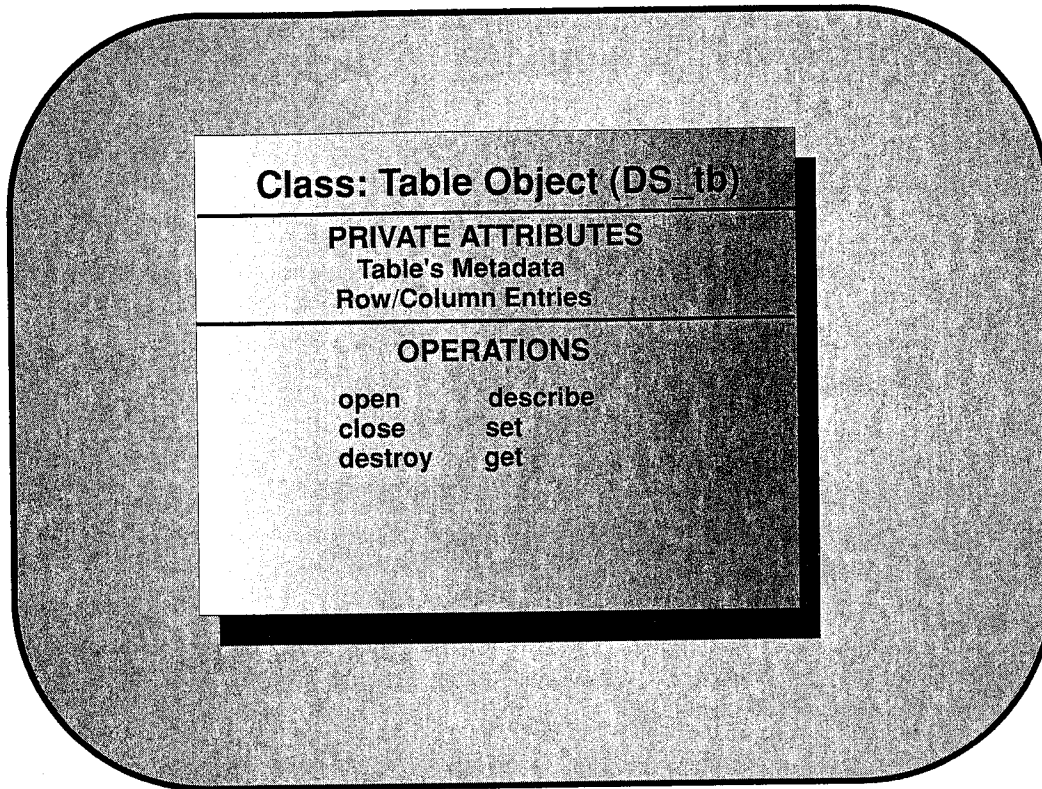 Class: Table Object (DS_tb)
PRIVATE ATTRIBUTES
Table's Metadata
Row/Column Entries
OPERATIONS
open describe
close set
destroy get